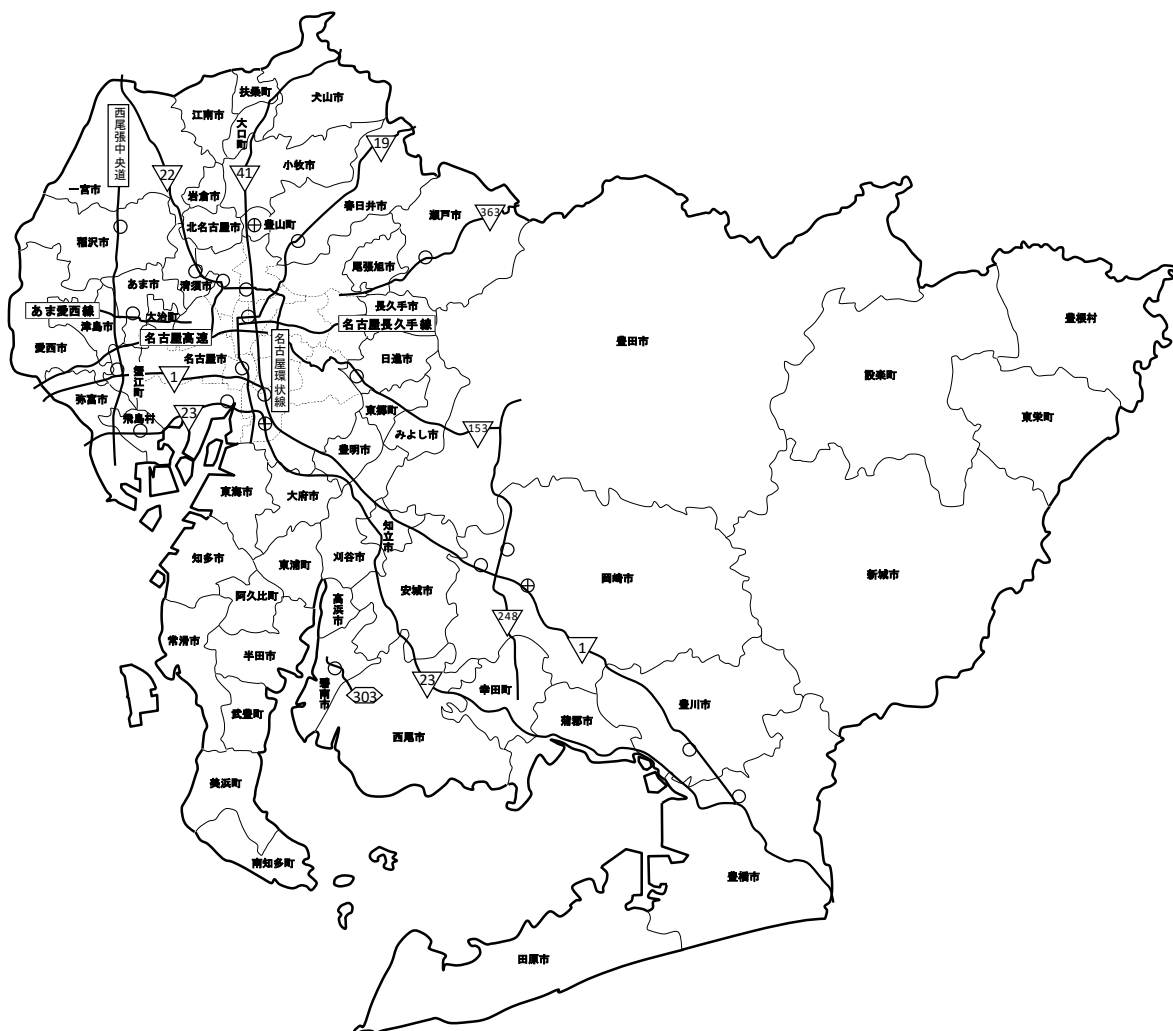 扶桑町
犬山市
江南市
大口町
西尾張中央道
19
小牧市
22
41
一宮市
岩倉市
春日井市
瀬戸市
363
北名古屋市
豊山町
稲沢市
尾張旭市
あま市
清須市
長久手市
あま愛西線
大治町
津島市
名古屋高速
名古屋長久手線
豊根村
豊田市
愛西市
名古屋市
名古屋環状線
日進市
設楽町
蟹江町
1
弥富市
東郷町
東栄町
飛島村
23
みよし市
153
豊明市
東海市
大府市
知立市
知多市
東浦町
刈谷市
岡崎市
新城市
阿久比町
高浜市
安城市
248
常滑市
半田市
1
碧南市
303
23
幸田町
豊川市
武豊町
蒲郡市
西尾市
美浜町
南知多町
豊橋市
田原市